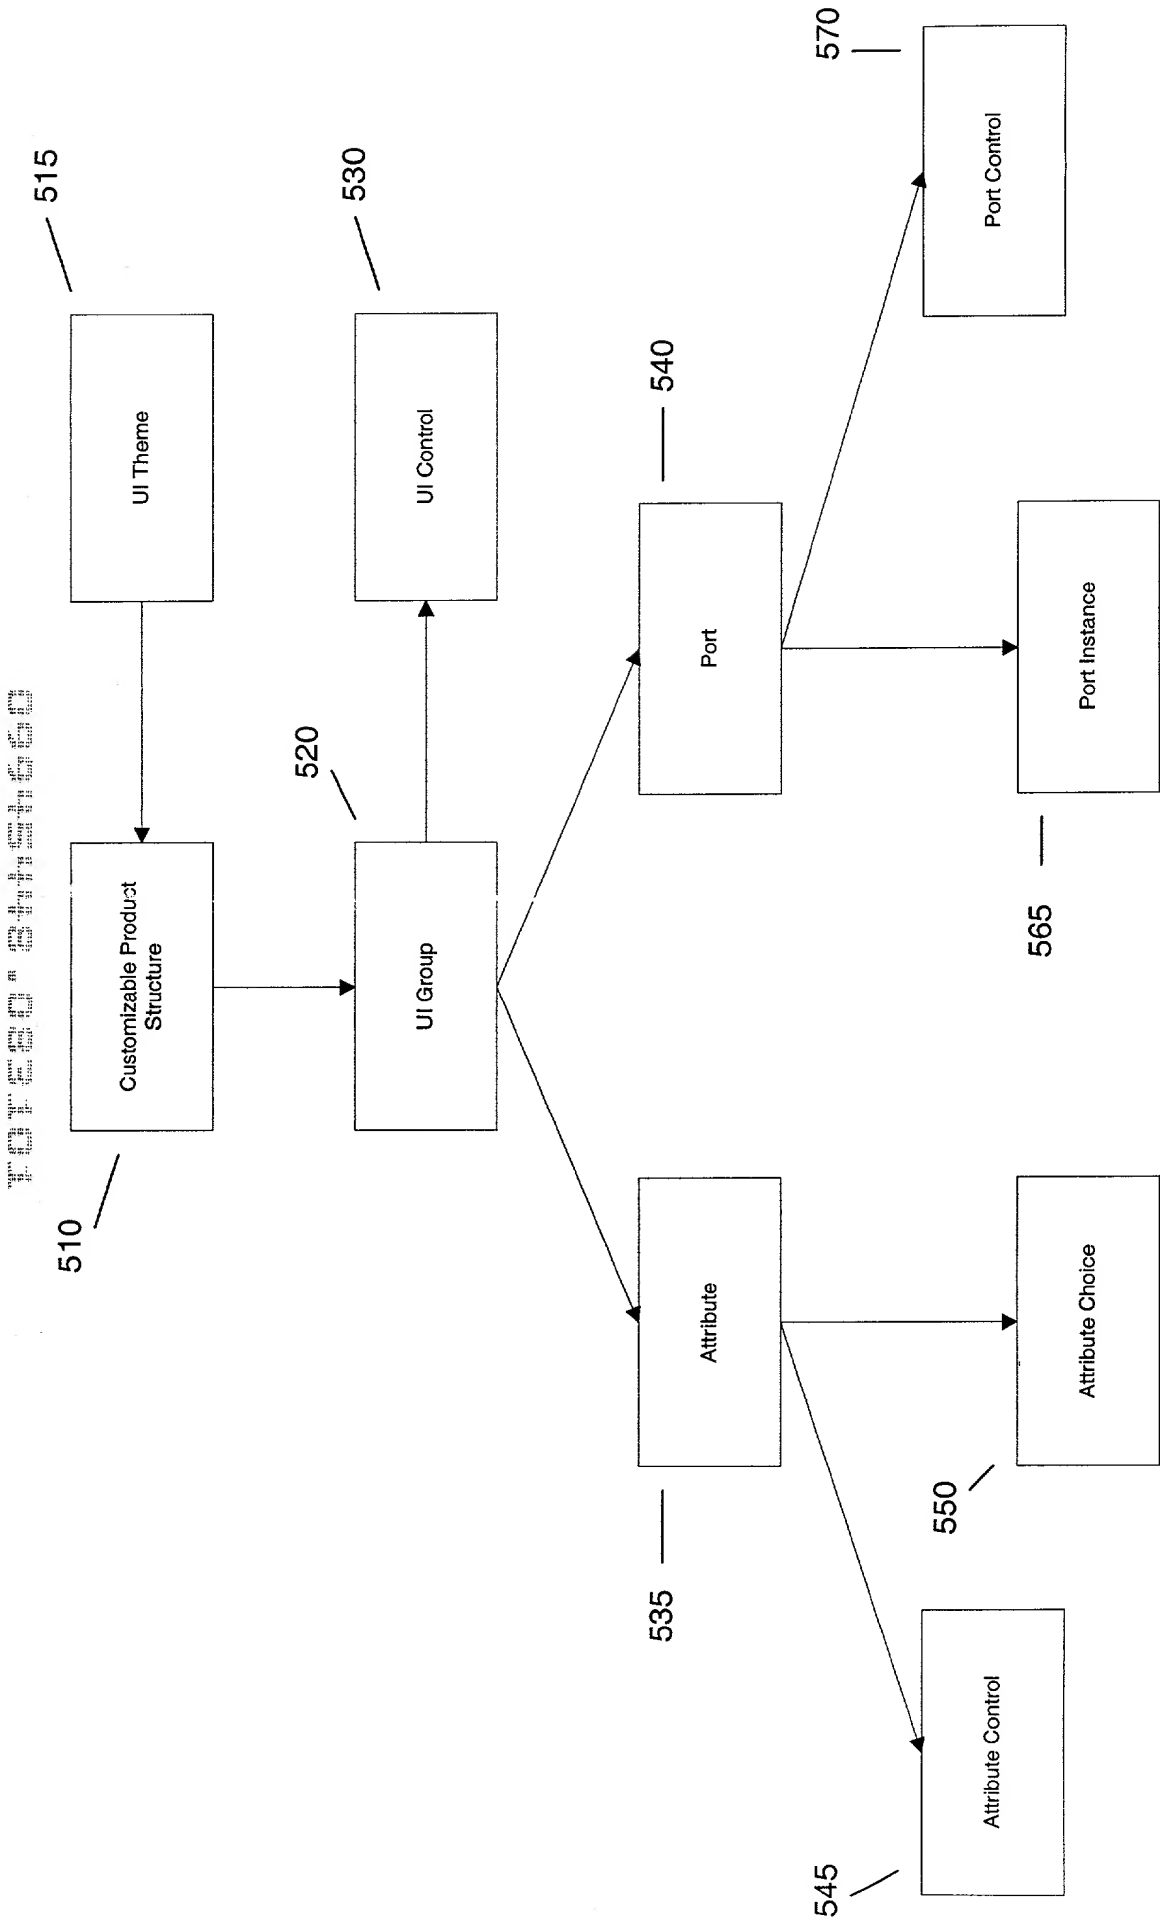 510
Customizable Product
Structure
UI Theme
515
520
UI Group
UI Control
530
535
Attribute
Port
540
545
Attribute Control
550
Attribute Choice
565
Port Instance
Port Control
570